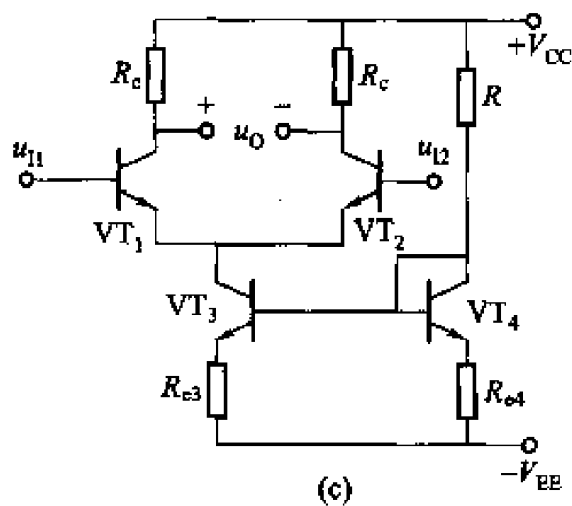 +V_CC
R_c
R_c
R
+
−
u_O
u_I1
u_I2
VT_1
VT_2
VT_3
VT_4
R_e3
R_e4
−V_EE
(c)